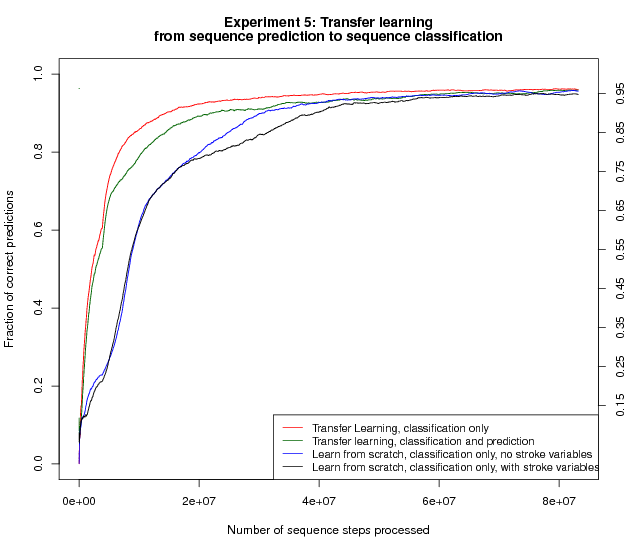 Experiment 5: Transfer learning
from sequence prediction to sequence classification
Fraction of correct predictions
0.0
0.2
0.4
0.6
0.8
1.0
0.15
0.25
0.35
0.45
0.55
0.65
0.75
0.85
0.95
Transfer Learning, classification only
Transfer learning, classification and prediction
Learn from scratch, classification only, no stroke variables
Learn from scratch, classification only, with stroke variables
0e+00 2e+07 4e+07 6e+07 8e+07
Number of sequence steps processed